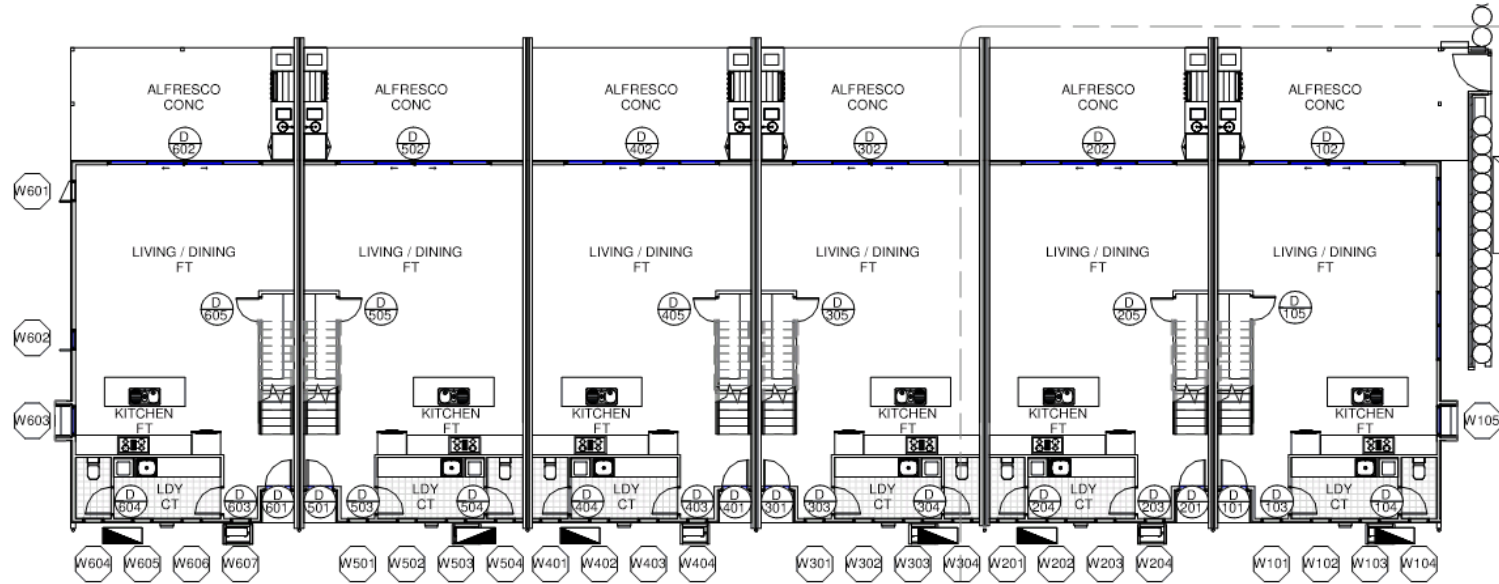 ALFRESCO ALFRESCO ALFRESCO ALFRESCO ALFRESCO ALFRESCO
CONC CONC CONC CONC CONC CONC
D D D D D D
602 502 402 302 202 102
W601
LIVING / DINING LIVING / DINING LIVING / DINING LIVING / DINING LIVING / DINING LIVING / DINING
FT FT FT FT FT FT
D D D D D D
605 505 405 305 205 105
W602
KITCHEN KITCHEN KITCHEN KITCHEN KITCHEN KITCHEN
W603 FT FT FT FT FT FT W105
LDY LDY LDY LDY LDY LDY
CT CT CT CT CT CT
D D D D D D D D D D D D D D D D D D
604 603 601 501 503 504 404 403 401 301 303 304 204 203 201 101 103 104
W604 W605 W606 W607 W501 W502 W503 W504 W401 W402 W403 W404 W301 W302 W303 W304 W201 W202 W203 W204 W101 W102 W103 W104